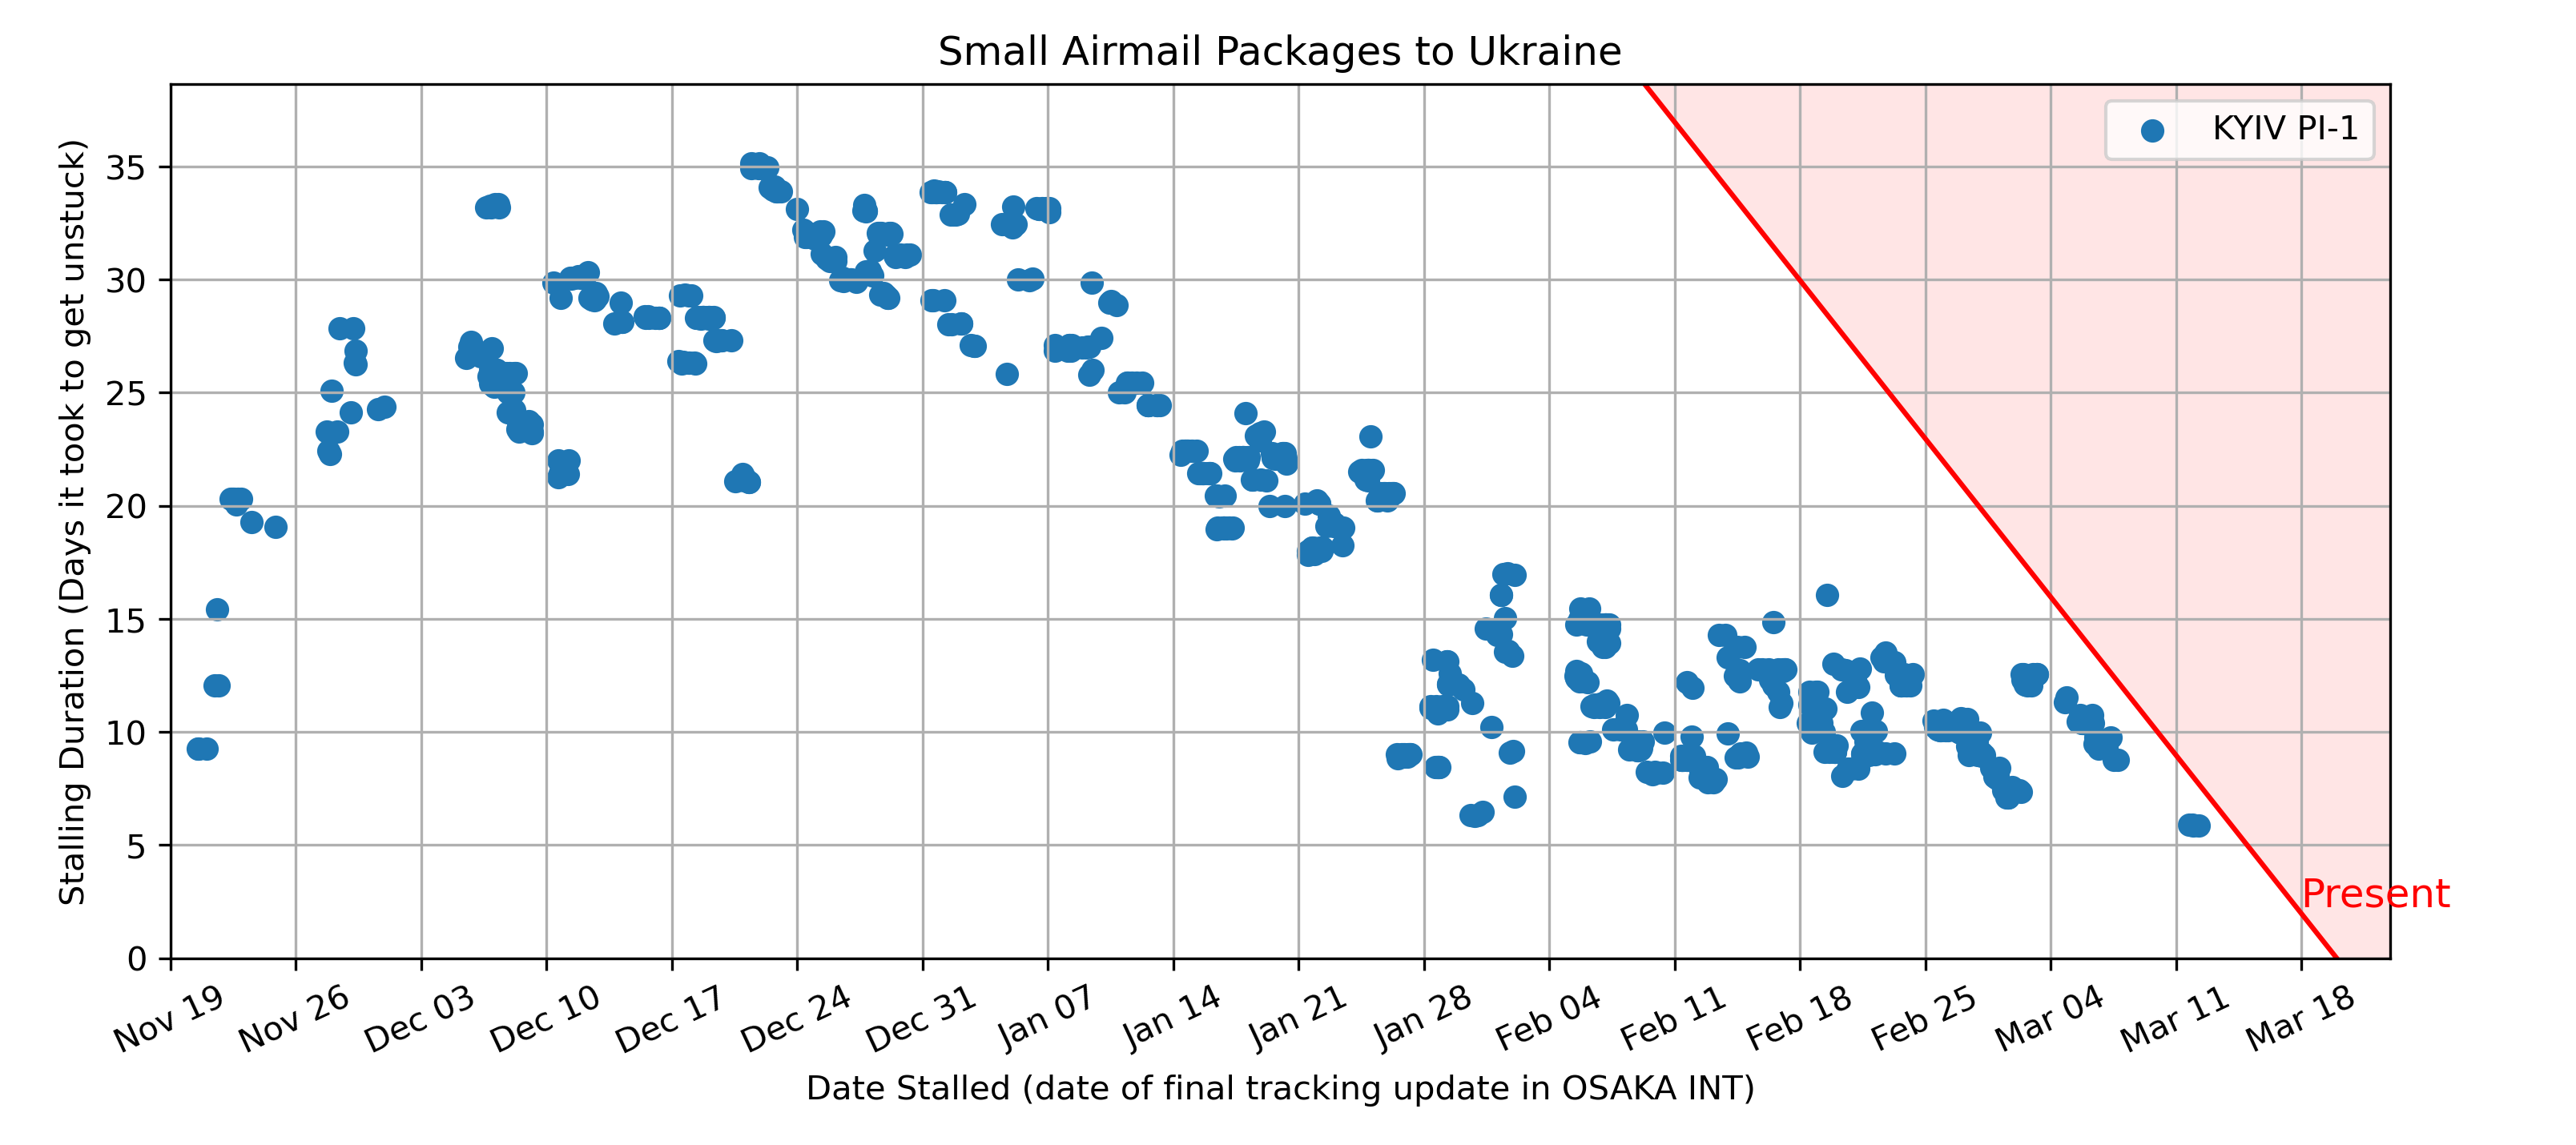 Small Airmail Packages to Ukraine
KYIV PI-1
Stalling Duration (Days it took to get unstuck)
35
30
25
20
15
10
5
0
Present
Nov 19 Nov 26 Dec 03 Dec 10 Dec 17 Dec 24 Dec 31 Jan 07 Jan 14 Jan 21 Jan 28 Feb 04 Feb 11 Feb 18 Feb 25 Mar 04 Mar 11 Mar 18
Date Stalled (date of final tracking update in OSAKA INT)